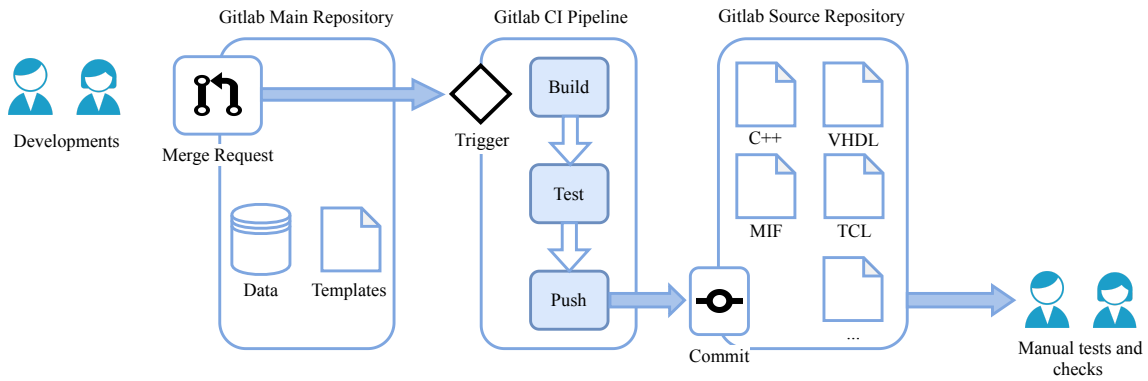 Gitlab Main Repository
Gitlab CI Pipeline
Gitlab Source Repository
Developments
Merge Request
Data
Templates
Trigger
Build
Test
Push
Commit
C++
VHDL
MIF
TCL
...
Manual tests and
checks